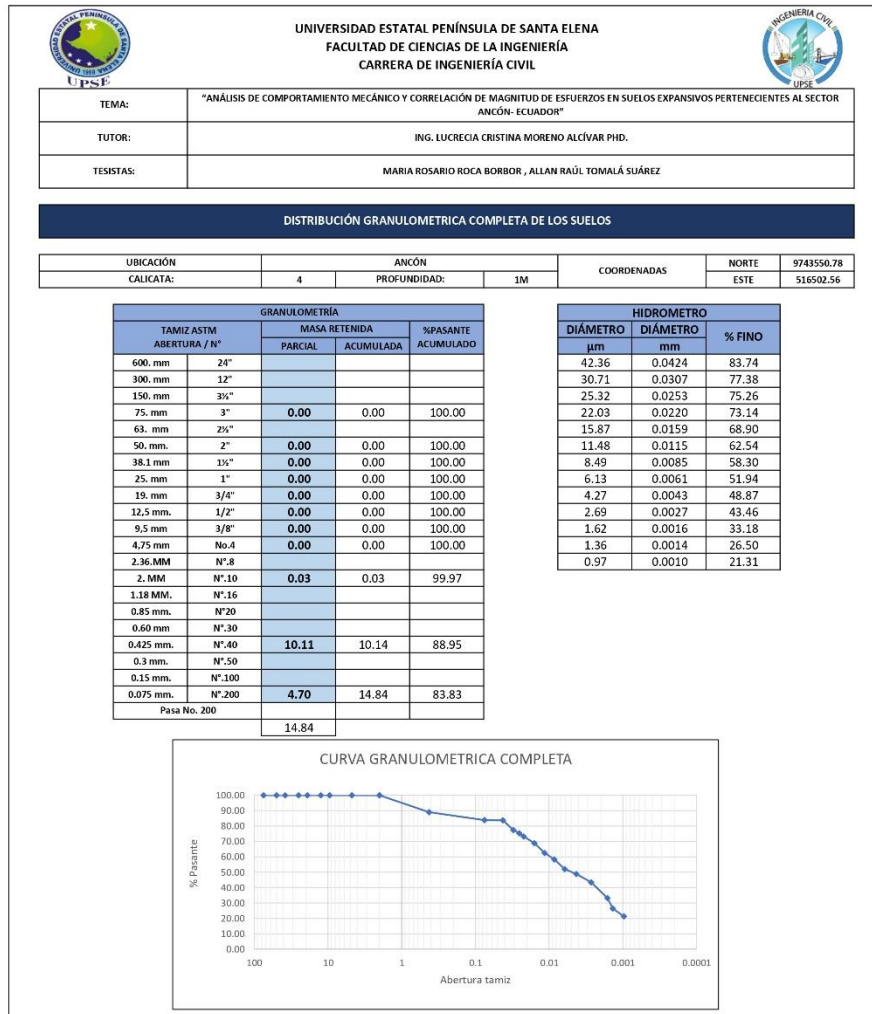 UNIVERSIDAD ESTATAL PENÍNSULA DE SANTA ELENA
FACULTAD DE CIENCIAS DE LA INGENIERÍA
CARRERA DE INGENIERÍA CIVIL
UNIVERSIDAD ESTATAL PENINSULA DE SANTA ELENA
UPSE
INGENIERIA CIVIL
UPSE
TEMA: "ANÁLISIS DE COMPORTAMIENTO MECÁNICO Y CORRELACIÓN DE MAGNITUD DE ESFUERZOS EN SUELOS EXPANSIVOS PERTENECIENTES AL SECTOR
ANCÓN- ECUADOR"
TUTOR: ING. LUCRECIA CRISTINA MORENO ALCÍVAR PHD.
TESISTAS: MARIA ROSARIO ROCA BORBOR , ALLAN RAÚL TOMALÁ SUÁREZ
DISTRIBUCIÓN GRANULOMETRICA COMPLETA DE LOS SUELOS
UBICACIÓN ANCÓN COORDENADAS NORTE 9743550.78
CALICATA: 4 PROFUNDIDAD: 1M ESTE 516502.56
GRANULOMETRÍA
TAMIZ ASTM MASA RETENIDA %PASANTE
ABERTURA / N° PARCIAL ACUMULADA ACUMULADO
600. mm 24"
300. mm 12"
150. mm 3½"
75. mm 3" 0.00 0.00 100.00
63. mm 2½"
50. mm. 2" 0.00 0.00 100.00
38.1 mm 1½" 0.00 0.00 100.00
25. mm 1" 0.00 0.00 100.00
19. mm 3/4" 0.00 0.00 100.00
12,5 mm. 1/2" 0.00 0.00 100.00
9,5 mm 3/8" 0.00 0.00 100.00
4,75 mm No.4 0.00 0.00 100.00
2.36.MM N°.8
2. MM N°.10 0.03 0.03 99.97
1.18 MM. N°.16
0.85 mm. N°20
0.60 mm N°.30
0.425 mm. N°.40 10.11 10.14 88.95
0.3 mm. N°.50
0.15 mm. N°.100
0.075 mm. N°.200 4.70 14.84 83.83
Pasa No. 200
14.84
HIDROMETRO
DIÁMETRO DIÁMETRO % FINO
µm mm
42.36 0.0424 83.74
30.71 0.0307 77.38
25.32 0.0253 75.26
22.03 0.0220 73.14
15.87 0.0159 68.90
11.48 0.0115 62.54
8.49 0.0085 58.30
6.13 0.0061 51.94
4.27 0.0043 48.87
2.69 0.0027 43.46
1.62 0.0016 33.18
1.36 0.0014 26.50
0.97 0.0010 21.31
CURVA GRANULOMETRICA COMPLETA
% Pasante
100.00
90.00
80.00
70.00
60.00
50.00
40.00
30.00
20.00
10.00
0.00
100 10 1 0.1 0.01 0.001 0.0001
Abertura tamiz